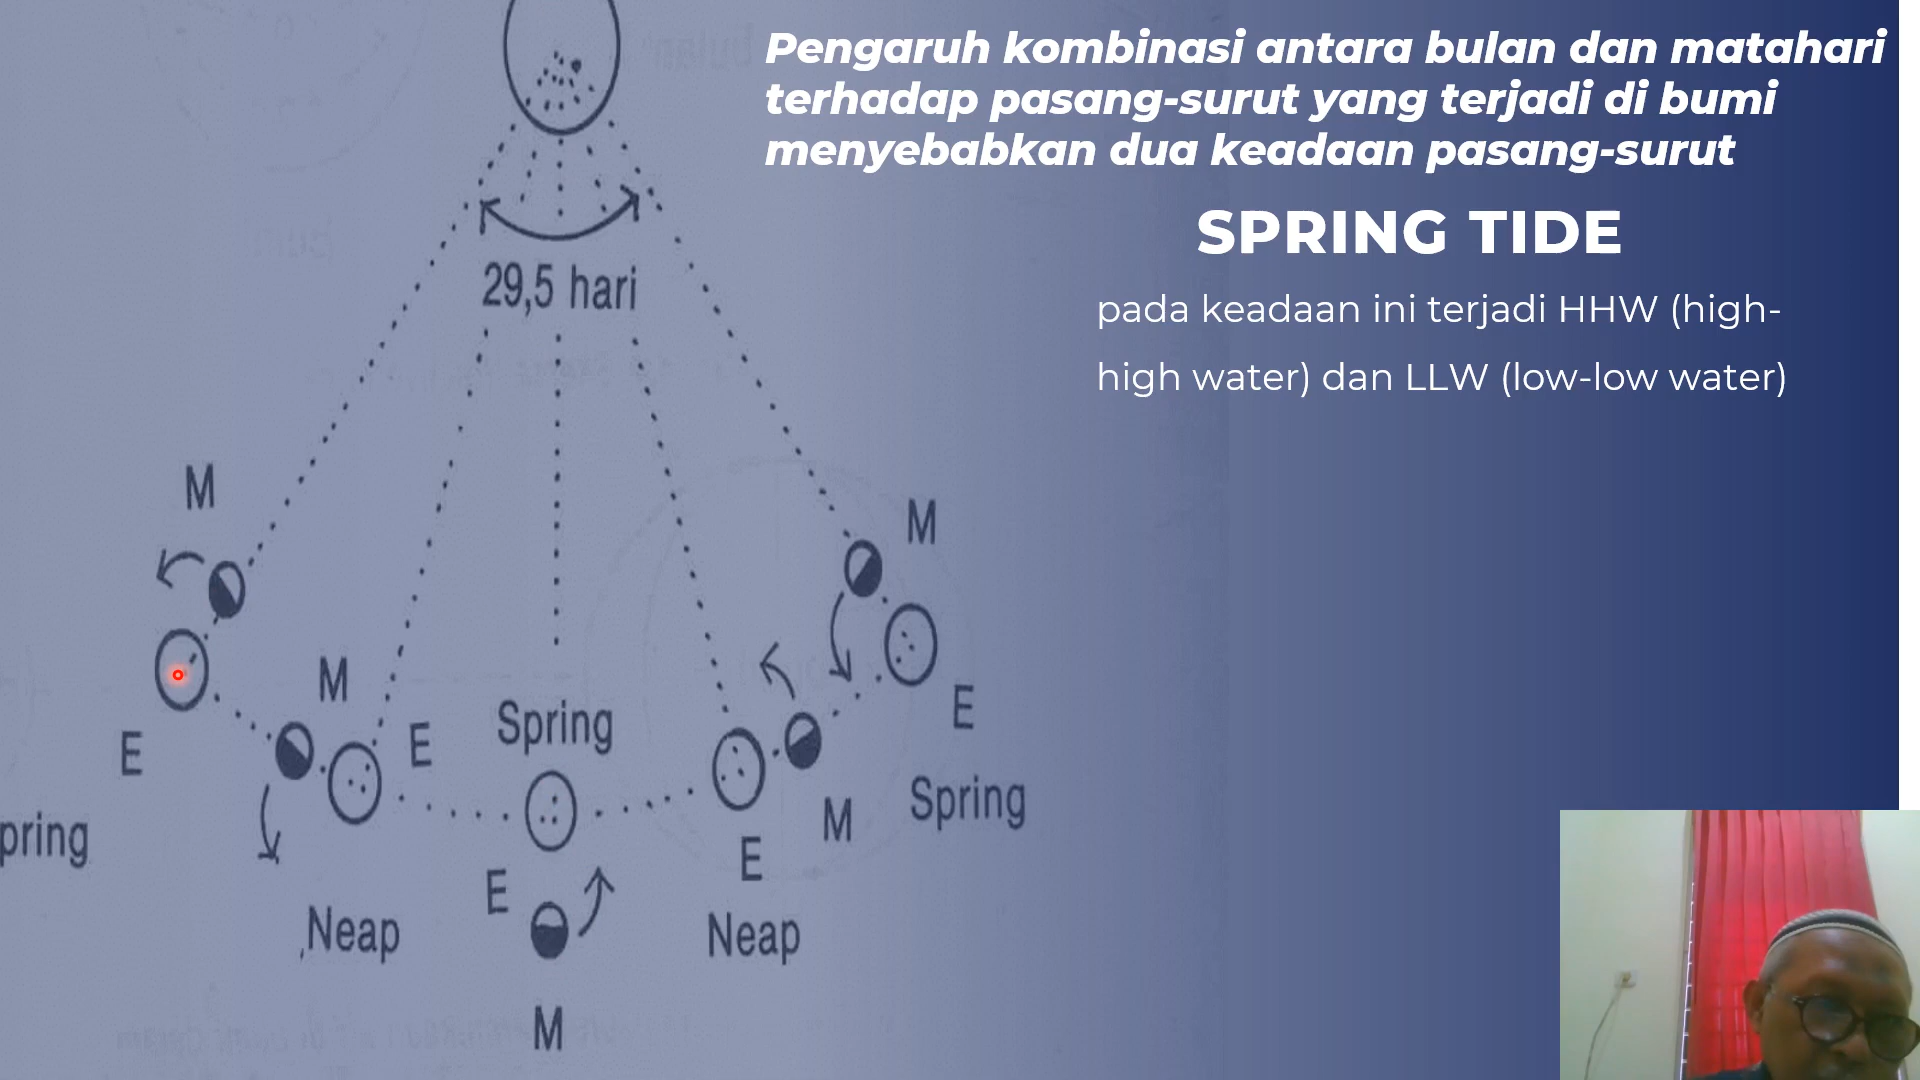 Pengaruh kombinasi antara bulan dan matahari
terhadap pasang-surut yang terjadi di bumi
menyebabkan dua keadaan pasang-surut
SPRING TIDE
pada keadaan ini terjadi HHW (high-
high water) dan LLW (low-low water)
29,5 hari
M
M
M
E
E
Spring
E
E
M
Spring
pring
E
E
Neap
Neap
M